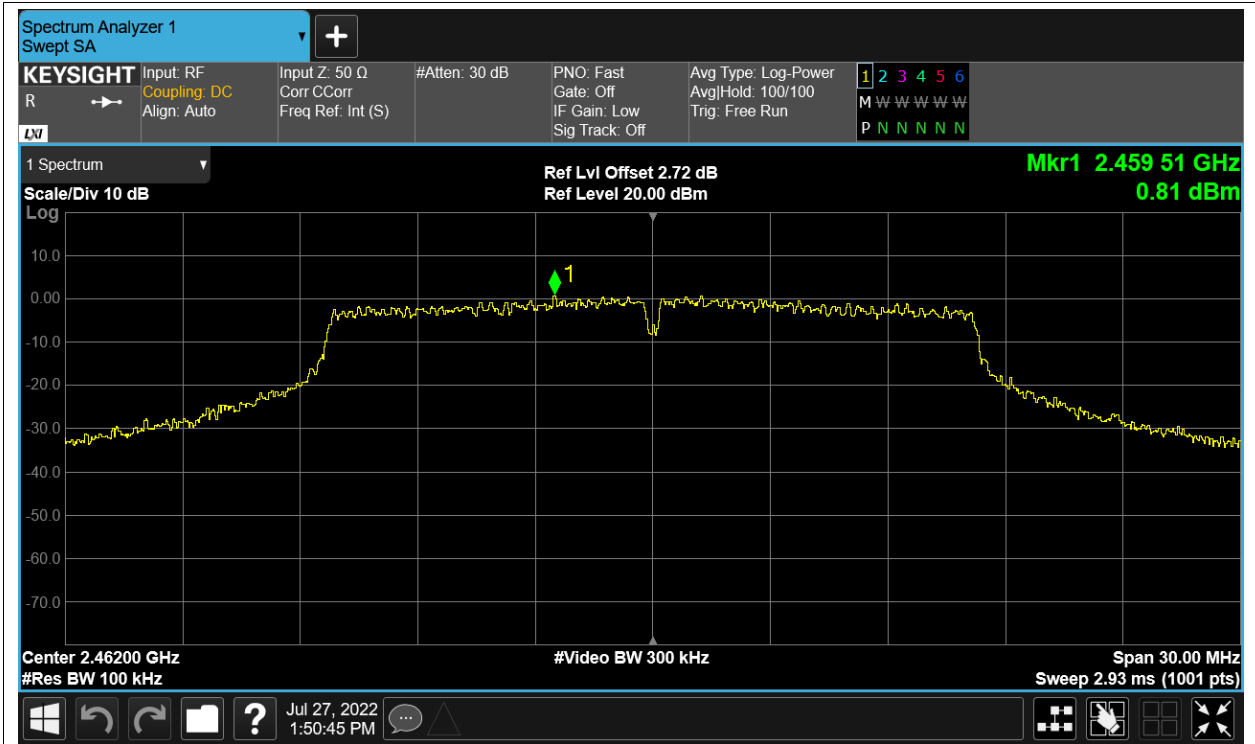 Spectrum Analyzer 1
Swept SA
KEYSIGHT
R
LXI
Input: RF
Coupling: DC
Align: Auto
Input Z: 50 Ω
Corr CCorr
Freq Ref: Int (S)
#Atten: 30 dB
PNO: Fast
Gate: Off
IF Gain: Low
Sig Track: Off
Avg Type: Log-Power
Avg|Hold: 100/100
Trig: Free Run
1 2 3 4 5 6
M W W W W W
P N N N N N
1 Spectrum
Scale/Div 10 dB
Log
Ref Lvl Offset 2.72 dB
Ref Level 20.00 dBm
Mkr1 2.459 51 GHz
0.81 dBm
10.0
1
0.00
-10.0
-20.0
-30.0
-40.0
-50.0
-60.0
-70.0
Center 2.46200 GHz
#Res BW 100 kHz
#Video BW 300 kHz
Span 30.00 MHz
Sweep 2.93 ms (1001 pts)
?
Jul 27, 2022
1:50:45 PM